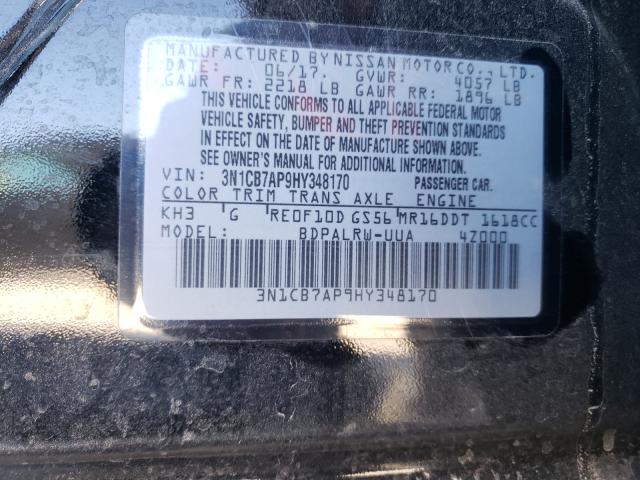 MANUFACTURED BY NISSAN MOTOR CO., LTD.
DATE: 06/17. GVWR: 4057 LB
GAWR FR: 2218 LB GAWR RR: 1896 LB
THIS VEHICLE CONFORMS TO ALL APPLICABLE FEDERAL MOTOR
VEHICLE SAFETY, BUMPER AND THEFT PREVENTION STANDARDS
IN EFFECT ON THE DATE OF MANUFACTURE SHOWN ABOVE.
SEE OWNER'S MANUAL FOR ADDITIONAL INFORMATION.
VIN: 3N1CB7AP9HY348170 PASSENGER CAR.
COLOR TRIM TRANS AXLE ENGINE
KH3 'G 'RE0F10D GS56 MR16DDT 1618CC
MODEL: BDPALRW-UUA 4Z000
3N1CB7AP9HY348170